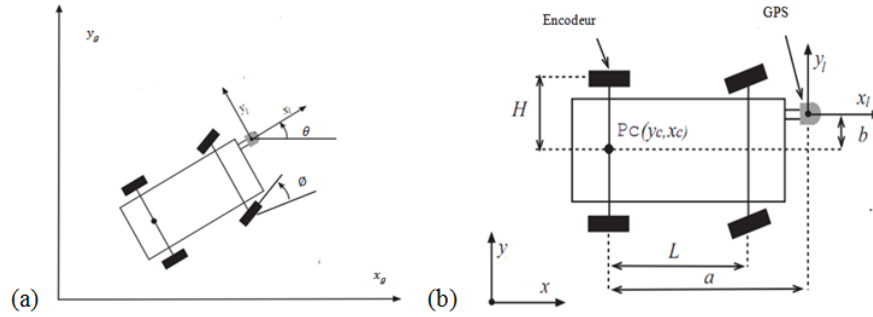 y_g
y_l
x_l
θ
ø
x_g
(a)
Encodeur
GPS
y_l
H
x_l
Pc(y_c,x_c)
b
L
y
a
x
(b)